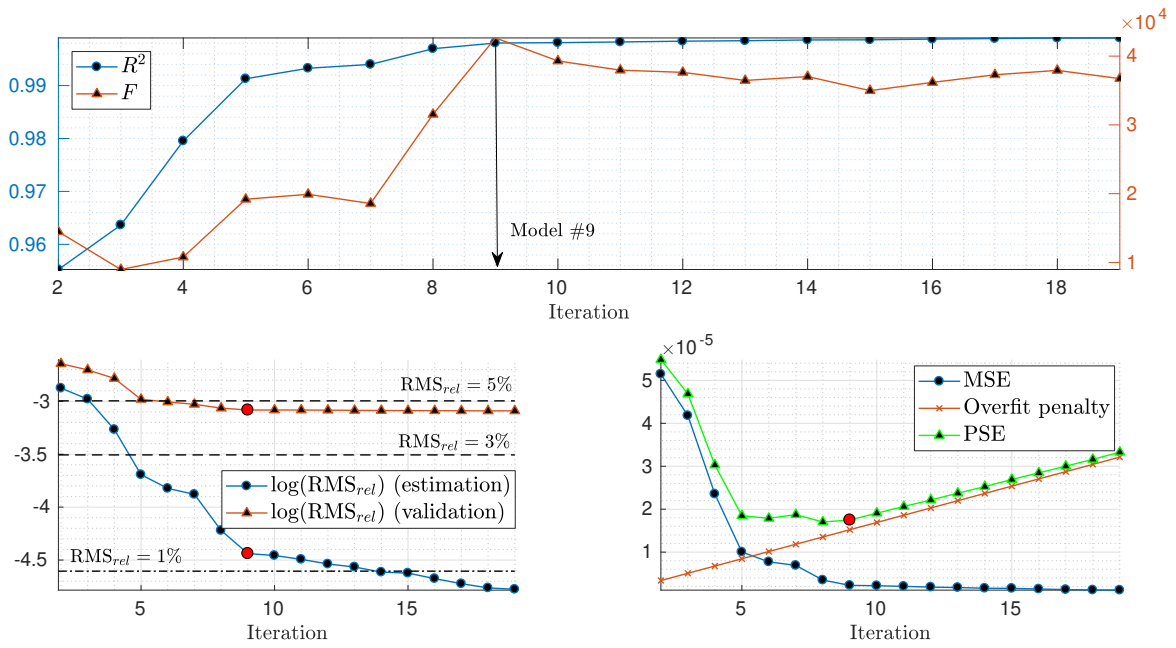 ×10⁴
R²
F
0.99
0.98
0.97
0.96
4
3
2
1
Model #9
2
4
6
8
10
12
14
16
18
Iteration
-3
-3.5
-4
-4.5
RMS_rel = 5%
RMS_rel = 3%
log(RMS_rel) (estimation)
log(RMS_rel) (validation)
RMS_rel = 1%
5
10
15
Iteration
×10⁻⁵
5
4
3
2
1
MSE
Overfit penalty
PSE
5
10
15
Iteration